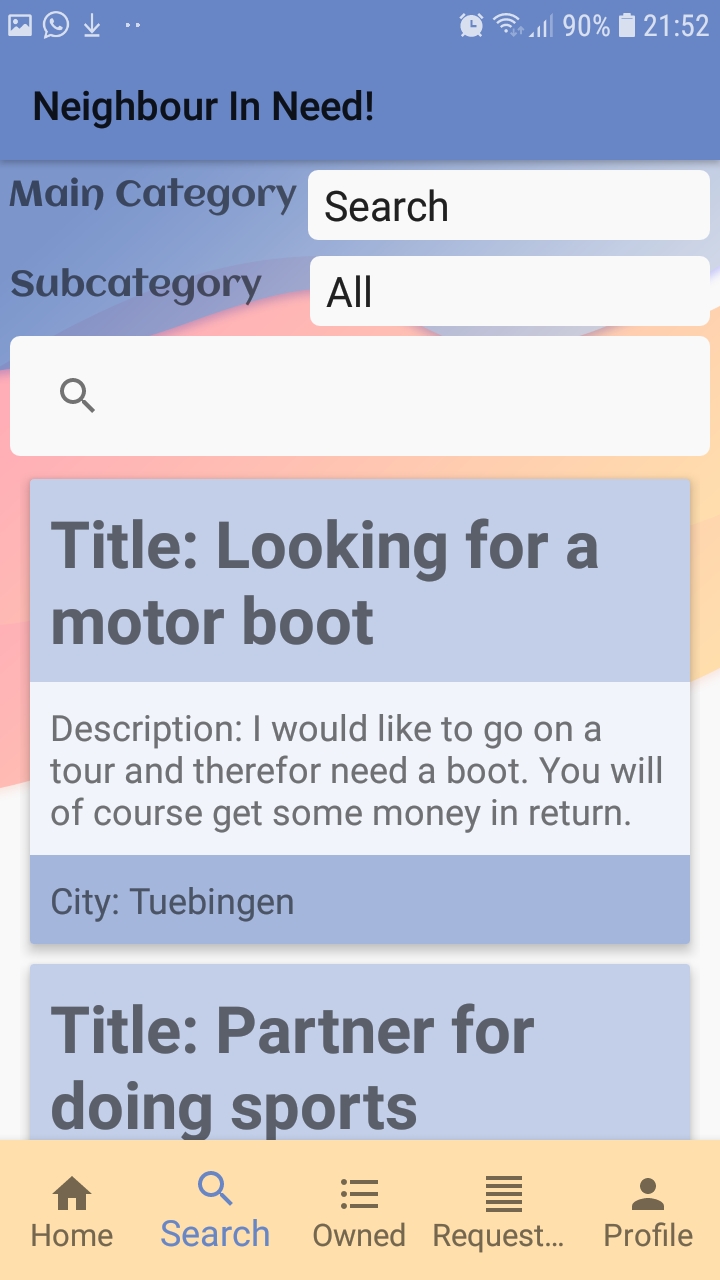 90% 21:52
Neighbour In Need!
Main Category Search
Subcategory All
Title: Looking for a
motor boot
Description: I would like to go on a
tour and therefor need a boot. You will
of course get some money in return.
City: Tuebingen
Title: Partner for
doing sports
Home Search Owned Request... Profile